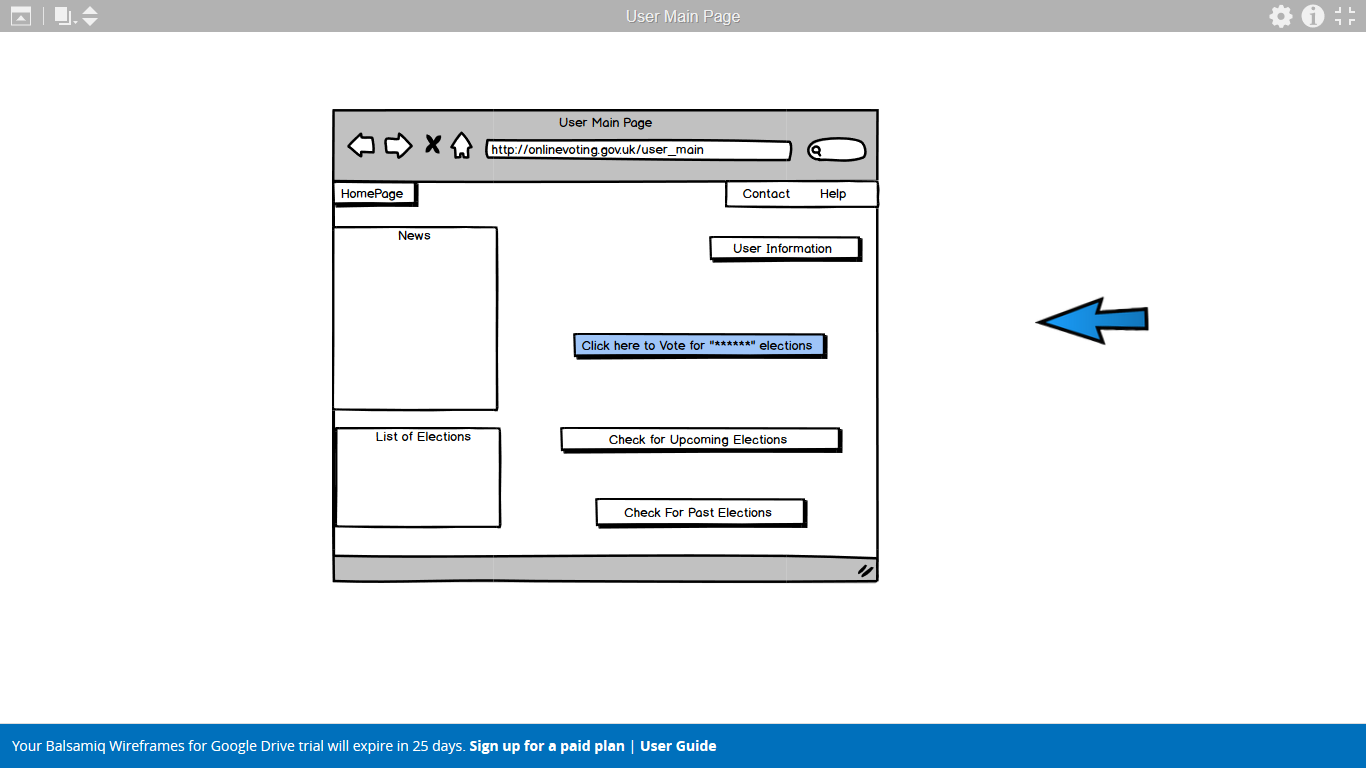 User Main Page
User Main Page
http://onlinevoting.gov.uk/user_main
HomePage
Contact Help
News
User Information
Click here to Vote for "******" elections
List of Elections
Check for Upcoming Elections
Check For Past Elections
Your Balsamiq Wireframes for Google Drive trial will expire in 25 days. Sign up for a paid plan | User Guide